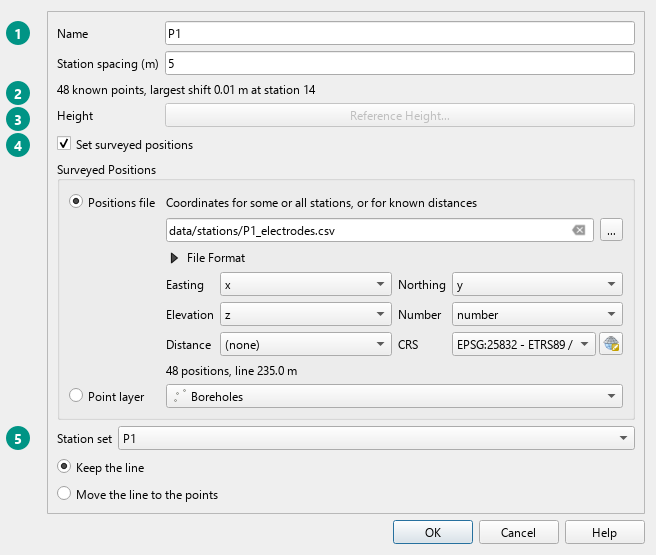 1 Name P1
Station spacing (m) 5
2 48 known points, largest shift 0.01 m at station 14
3 Height Reference Height...
4 Set surveyed positions
Surveyed Positions
Positions file Coordinates for some or all stations, or for known distances
data/stations/P1_electrodes.csv ...
File Format
Easting x Northing y
Elevation z Number number
Distance (none) CRS EPSG:25832 - ETRS89 /
48 positions, line 235.0 m
Point layer Boreholes
5 Station set P1
Keep the line
Move the line to the points
OK Cancel Help